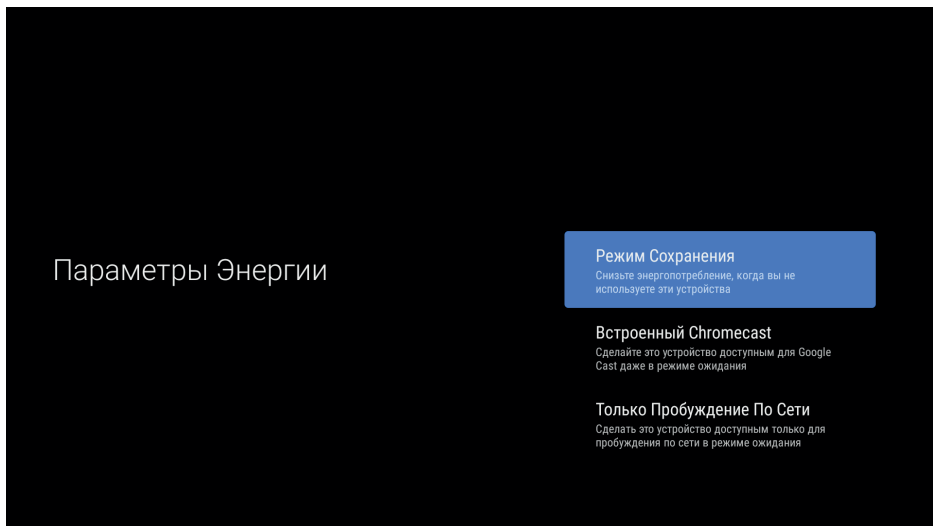 Параметры Энергии
Режим Сохранения
Снизьте энергопотребление, когда вы не
используете эти устройства
Встроенный Chromecast
Сделайте это устройство доступным для Google
Cast даже в режиме ожидания
Только Пробуждение По Сети
Сделать это устройство доступным только для
пробуждения по сети в режиме ожидания